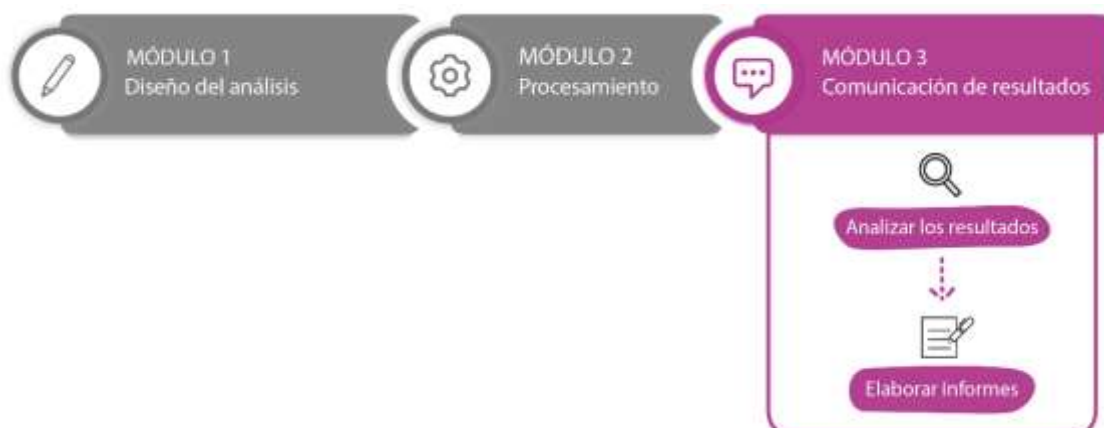 MÓDULO 1
Diseño del análisis
MÓDULO 2
Procesamiento
MÓDULO 3
Comunicación de resultados
Analizar los resultados
Elaborar informes